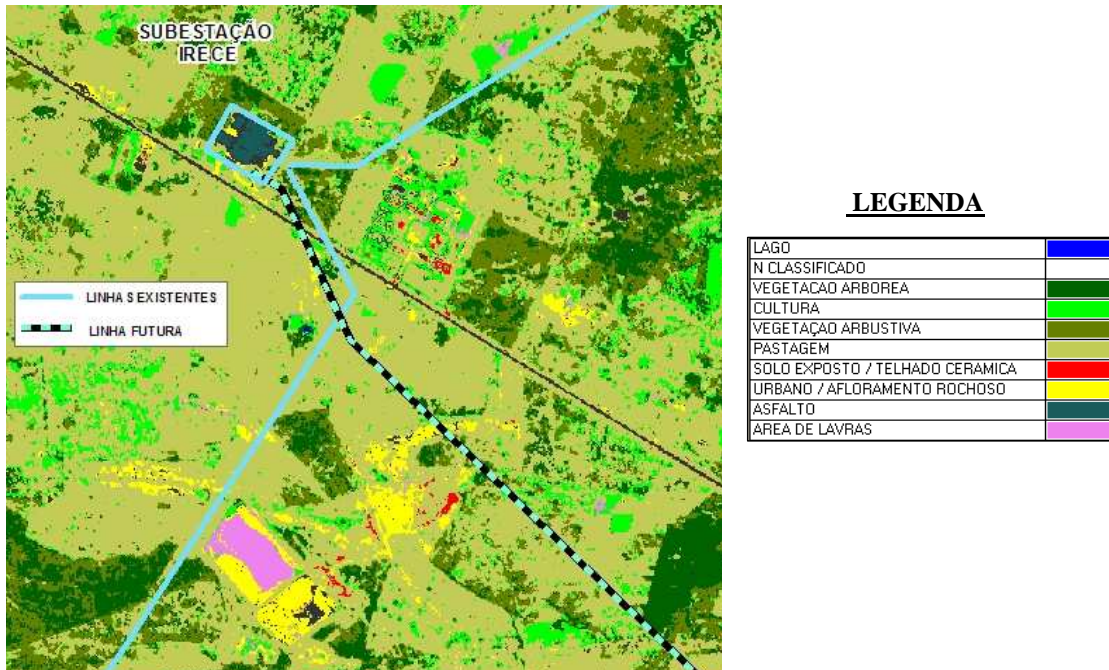 SUBESTAÇÃO
IRECE
LINHA S EXISTENTES
LINHA FUTURA
LEGENDA
LAGO
N CLASSIFICADO
VEGETACAO ARBOREA
CULTURA
VEGETAÇAO ARBUSTIVA
PASTAGEM
SOLO EXPOSTO / TELHADO CERAMICA
URBANO / AFLORAMENTO ROCHOSO
ASFALTO
AREA DE LAVRAS